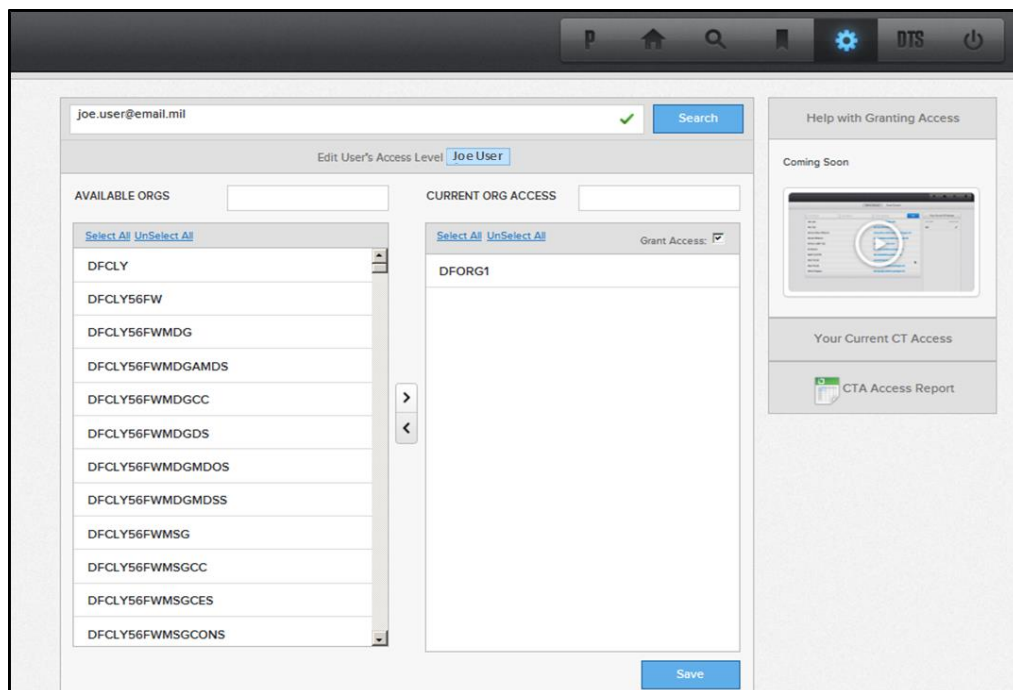 P DTS
joe.user@email.mil Search
Edit User's Access Level Joe User
AVAILABLE ORGS
Select All UnSelect All
DFCLY
DFCLY56FW
DFCLY56FWMDG
DFCLY56FWMDGAMDS
DFCLY56FWMDGCC
DFCLY56FWMDGDS
DFCLY56FWMDGMDOS
DFCLY56FWMDGMDSS
DFCLY56FWMSG
DFCLY56FWMSGCC
DFCLY56FWMSGCES
DFCLY56FWMSGCONS
CURRENT ORG ACCESS
Select All UnSelect All Grant Access:
DFORG1
Save
Help with Granting Access
Coming Soon
Your Current CT Access
CTA Access Report